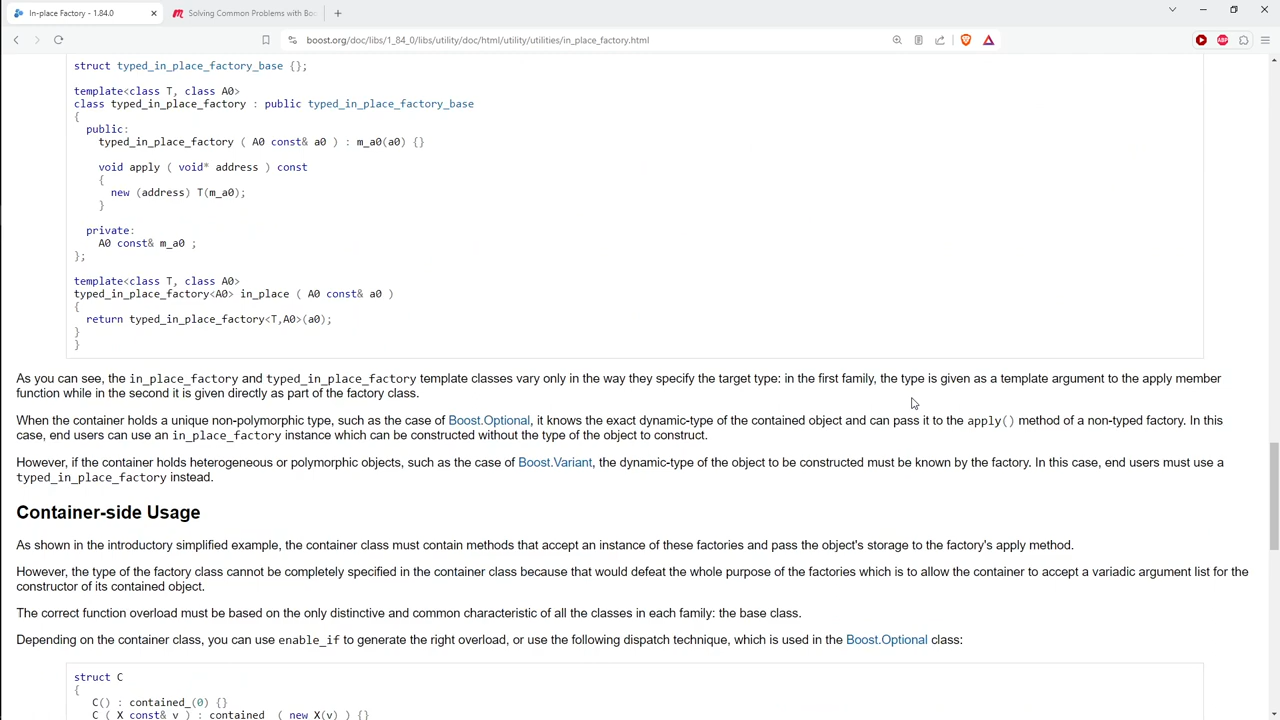 In-place Factory - 1.84.0
Solving Common Problems with Boo
boost.org/doc/libs/1_84_0/libs/utility/doc/html/utility/utilities/in_place_factory.html
struct typed_in_place_factory_base {};
template<class T, class A0>
class typed_in_place_factory : public typed_in_place_factory_base
{
public:
typed_in_place_factory ( A0 const& a0 ) : m_a0(a0) {}
void apply ( void* address ) const
{
new (address) T(m_a0);
}
private:
A0 const& m_a0 ;
};
template<class T, class A0>
typed_in_place_factory<A0> in_place ( A0 const& a0 )
{
return typed_in_place_factory<T,A0>(a0);
}
}
As you can see, the in_place_factory and typed_in_place_factory template classes vary only in the way they specify the target type: in the first family, the type is given as a template argument to the apply member
function while in the second it is given directly as part of the factory class.
When the container holds a unique non-polymorphic type, such as the case of Boost.Optional, it knows the exact dynamic-type of the contained object and can pass it to the apply() method of a non-typed factory. In this
case, end users can use an in_place_factory instance which can be constructed without the type of the object to construct.
However, if the container holds heterogeneous or polymorphic objects, such as the case of Boost.Variant, the dynamic-type of the object to be constructed must be known by the factory. In this case, end users must use a
typed_in_place_factory instead.
Container-side Usage
As shown in the introductory simplified example, the container class must contain methods that accept an instance of these factories and pass the object's storage to the factory's apply method.
However, the type of the factory class cannot be completely specified in the container class because that would defeat the whole purpose of the factories which is to allow the container to accept a variadic argument list for the
constructor of its contained object.
The correct function overload must be based on the only distinctive and common characteristic of all the classes in each family: the base class.
Depending on the container class, you can use enable_if to generate the right overload, or use the following dispatch technique, which is used in the Boost.Optional class:
struct C
{
C() : contained_(0) {}
C ( X const& v ) : contained_ ( new X(v) ) {}